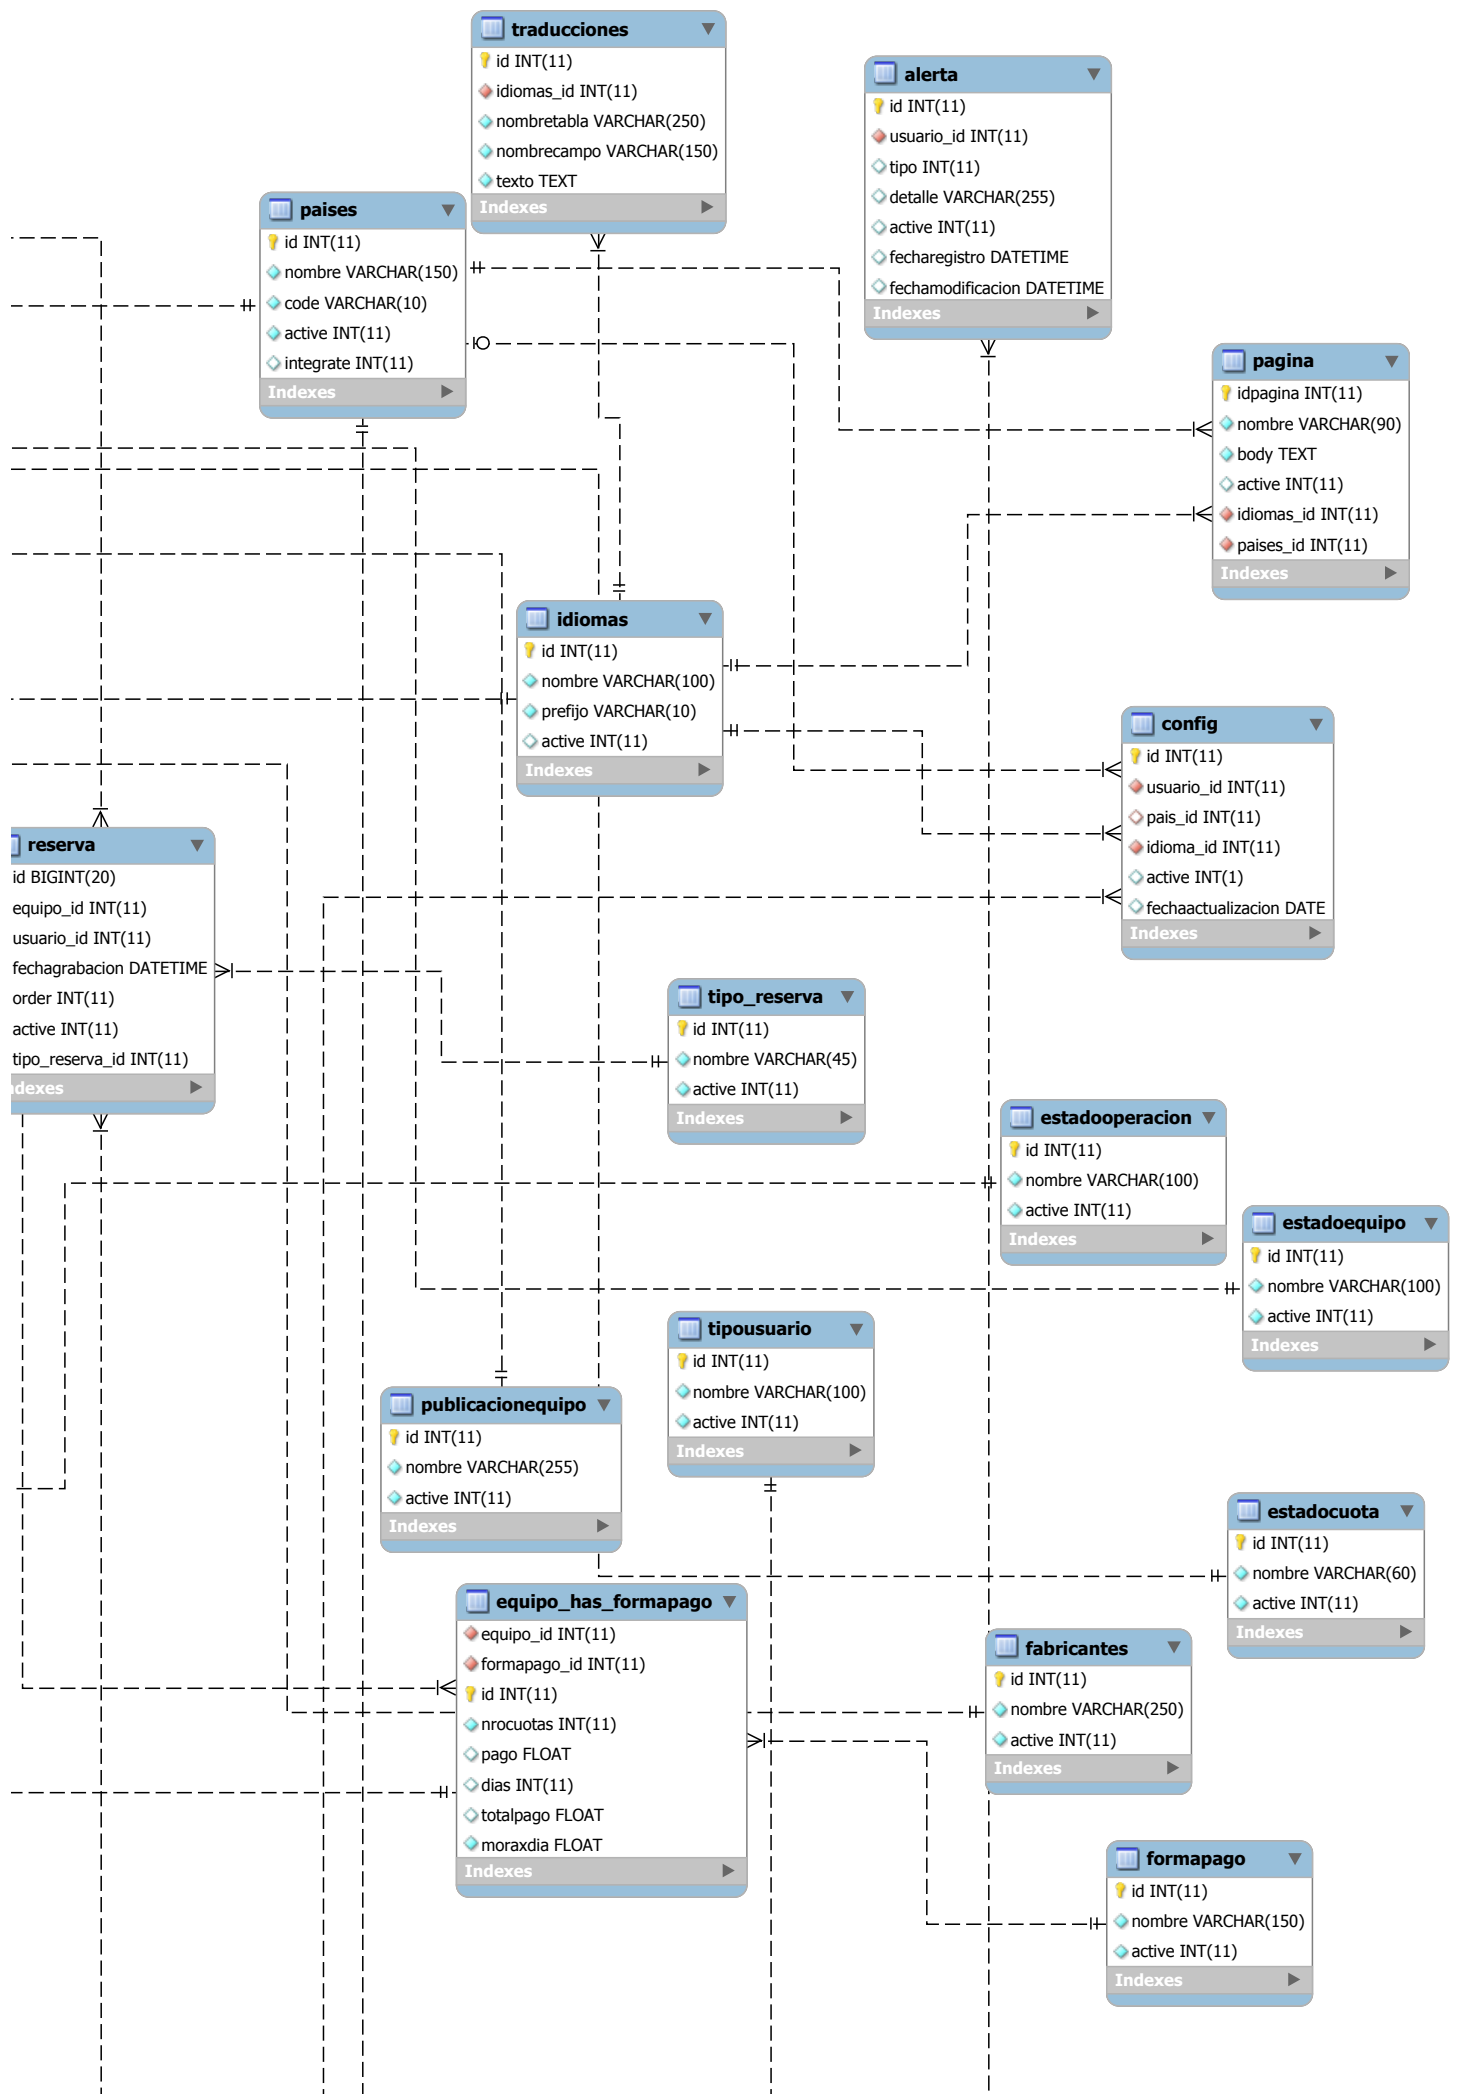 traducciones
id INT(11)
idiomas_id INT(11)
nombretabla VARCHAR(250)
nombrecampo VARCHAR(150)
texto TEXT
Indexes
alerta
id INT(11)
usuario_id INT(11)
tipo INT(11)
detalle VARCHAR(255)
active INT(11)
fecharegistro DATETIME
fechamodificacion DATETIME
Indexes
paises
id INT(11)
nombre VARCHAR(150)
code VARCHAR(10)
active INT(11)
integrate INT(11)
Indexes
pagina
idpagina INT(11)
nombre VARCHAR(90)
body TEXT
active INT(11)
idiomas_id INT(11)
paises_id INT(11)
Indexes
idiomas
id INT(11)
nombre VARCHAR(100)
prefijo VARCHAR(10)
active INT(11)
Indexes
config
id INT(11)
usuario_id INT(11)
pais_id INT(11)
idioma_id INT(11)
active INT(1)
fechaactualizacion DATE
Indexes
reserva
id BIGINT(20)
equipo_id INT(11)
usuario_id INT(11)
fechagrabacion DATETIME
order INT(11)
active INT(11)
tipo_reserva_id INT(11)
ndexes
tipo_reserva
id INT(11)
nombre VARCHAR(45)
active INT(11)
Indexes
estadooperacion
id INT(11)
nombre VARCHAR(100)
active INT(11)
Indexes
estadoequipo
id INT(11)
nombre VARCHAR(100)
active INT(11)
Indexes
tipousuario
id INT(11)
nombre VARCHAR(100)
active INT(11)
Indexes
publicacionequipo
id INT(11)
nombre VARCHAR(255)
active INT(11)
Indexes
estadocuota
id INT(11)
nombre VARCHAR(60)
active INT(11)
Indexes
equipo_has_formapago
equipo_id INT(11)
formapago_id INT(11)
id INT(11)
nrocuotas INT(11)
pago FLOAT
dias INT(11)
totalpago FLOAT
moraxdia FLOAT
Indexes
fabricantes
id INT(11)
nombre VARCHAR(250)
active INT(11)
Indexes
formapago
id INT(11)
nombre VARCHAR(150)
active INT(11)
Indexes